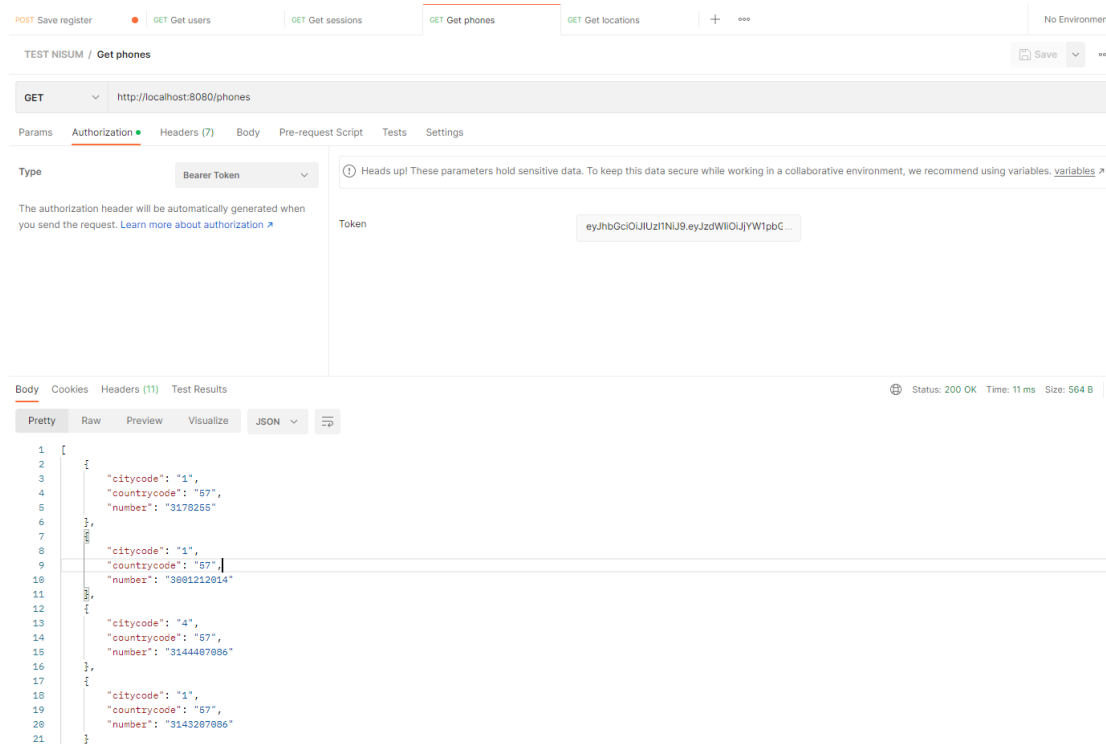 POST Save register GET Get users GET Get sessions GET Get phones GET Get locations No Environmen
TEST NISUM / Get phones Save
GET http://localhost:8080/phones
Params Authorization Headers (7) Body Pre-request Script Tests Settings
Type Bearer Token
Heads up! These parameters hold sensitive data. To keep this data secure while working in a collaborative environment, we recommend using variables. variables ↗
The authorization header will be automatically generated when
you send the request. Learn more about authorization ↗
Token eyJhbGciOiJIUzI1NiJ9.eyJzdWIiOiJjYW1pbG...
Body Cookies Headers (11) Test Results Status: 200 OK Time: 11 ms Size: 564 B
Pretty Raw Preview Visualize JSON
1 [
2 {
3 "citycode": "1",
4 "countrycode": "57",
5 "number": "3178255"
6 },
7 {
8 "citycode": "1",
9 "countrycode": "57",
10 "number": "3001212014"
11 },
12 {
13 "citycode": "4",
14 "countrycode": "57",
15 "number": "3144407086"
16 },
17 {
18 "citycode": "1",
19 "countrycode": "57",
20 "number": "3143207086"
21 }